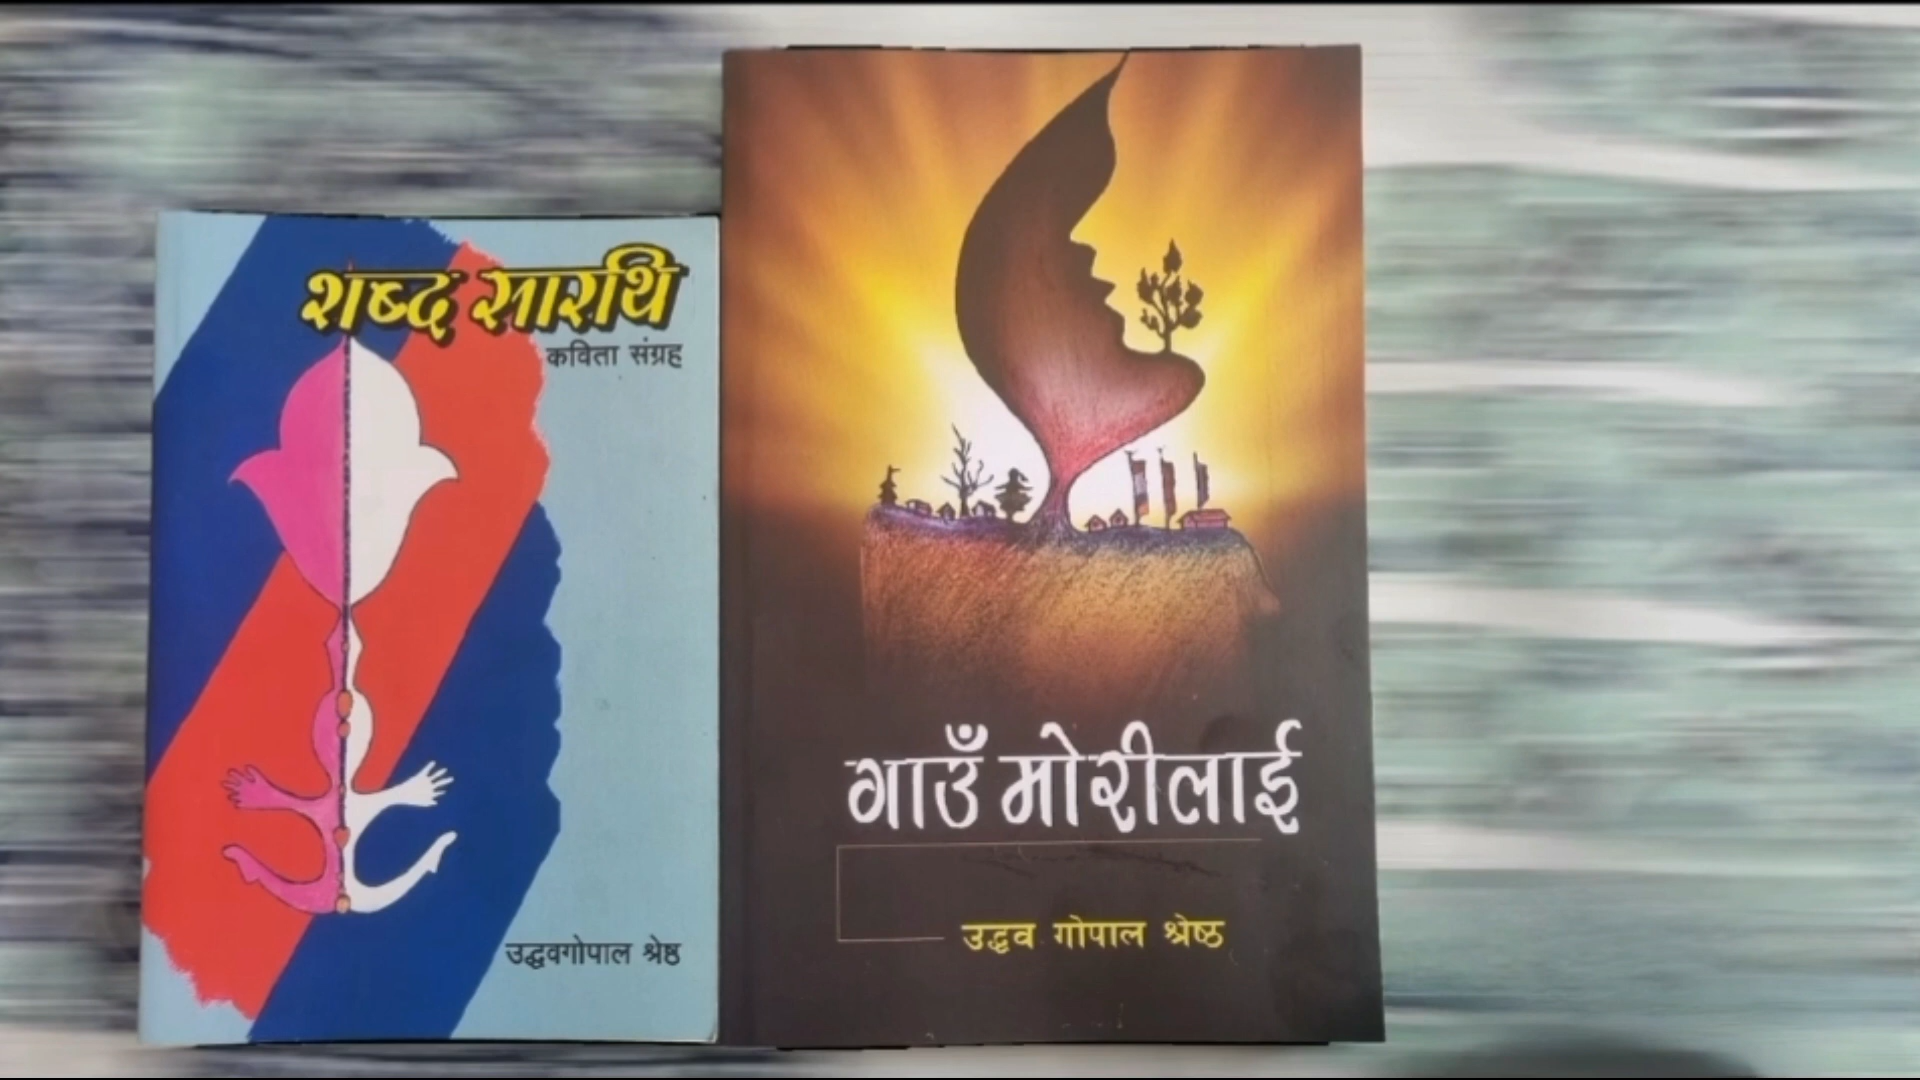 शब्द सारथि
कविता संग्रह
उद्धवगोपाल श्रेष्ठ
गाउँ मोरीलाई
उद्धव गोपाल श्रेष्ठ